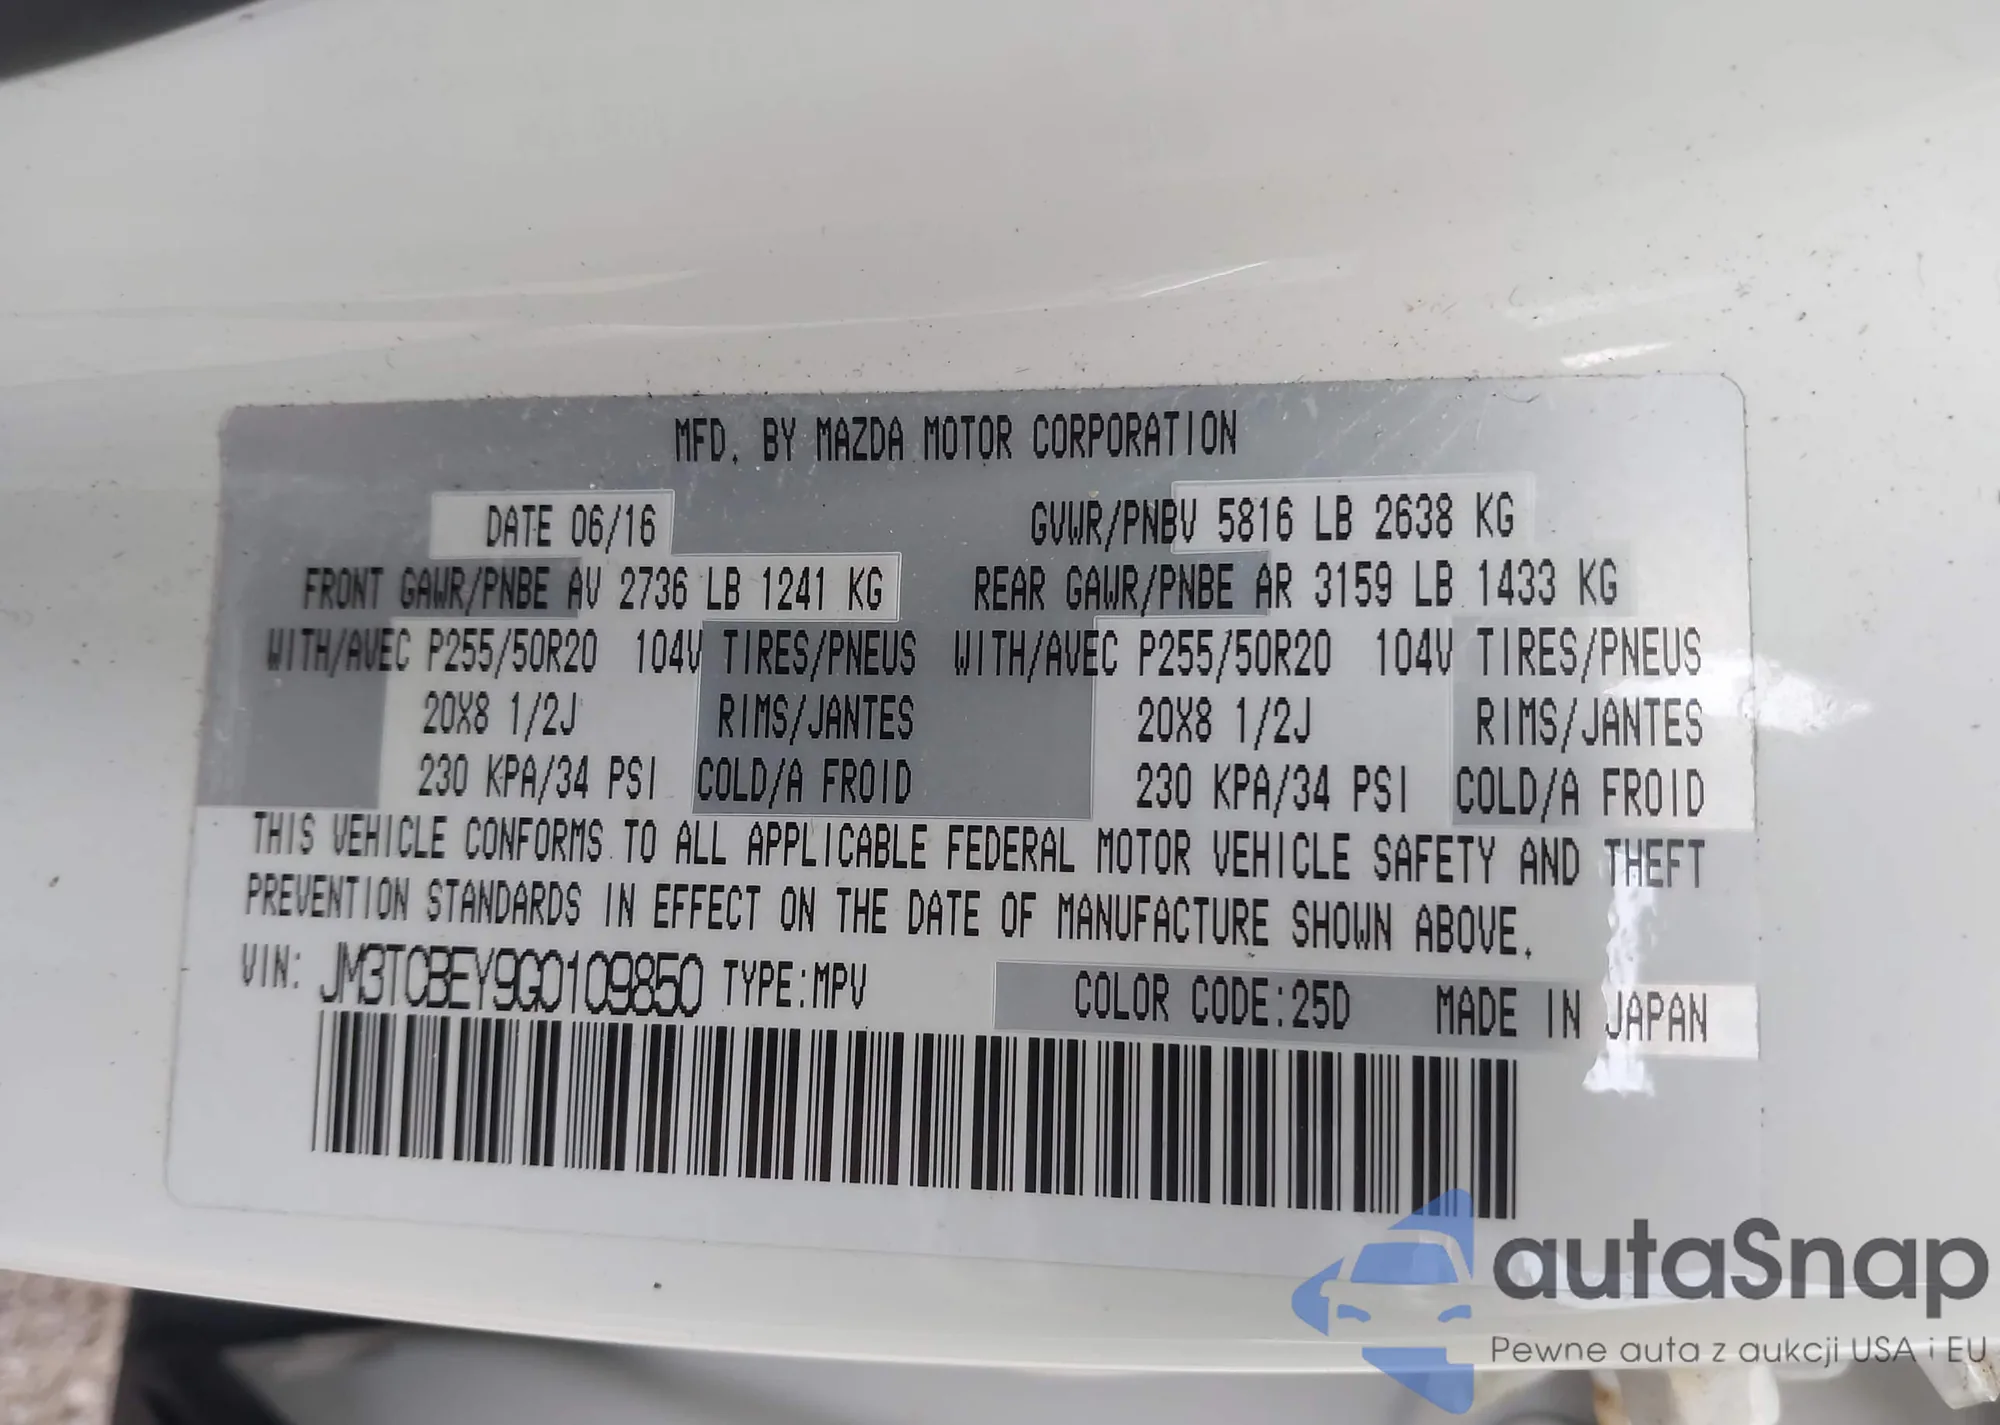 MFD. BY MAZDA MOTOR CORPORATION
DATE 06/16 GVWR/PNBV 5816 LB 2638 KG
FRONT GAWR/PNBE AV 2736 LB 1241 KG REAR GAWR/PNBE AR 3159 LB 1433 KG
WITH/AVEC P255/50R20 104V TIRES/PNEUS WITH/AVEC P255/50R20 104V TIRES/PNEUS
20X8 1/2J RIMS/JANTES 20X8 1/2J RIMS/JANTES
230 KPA/34 PSI COLD/A FROID 230 KPA/34 PSI COLD/A FROID
THIS VEHICLE CONFORMS TO ALL APPLICABLE FEDERAL MOTOR VEHICLE SAFETY AND THEFT
PREVENTION STANDARDS IN EFFECT ON THE DATE OF MANUFACTURE SHOWN ABOVE.
VIN: JM3TCBEY9G0109850 TYPE:MPV COLOR CODE:25D MADE IN JAPAN
autaSnap
Pewne auta z aukcji USA i EU